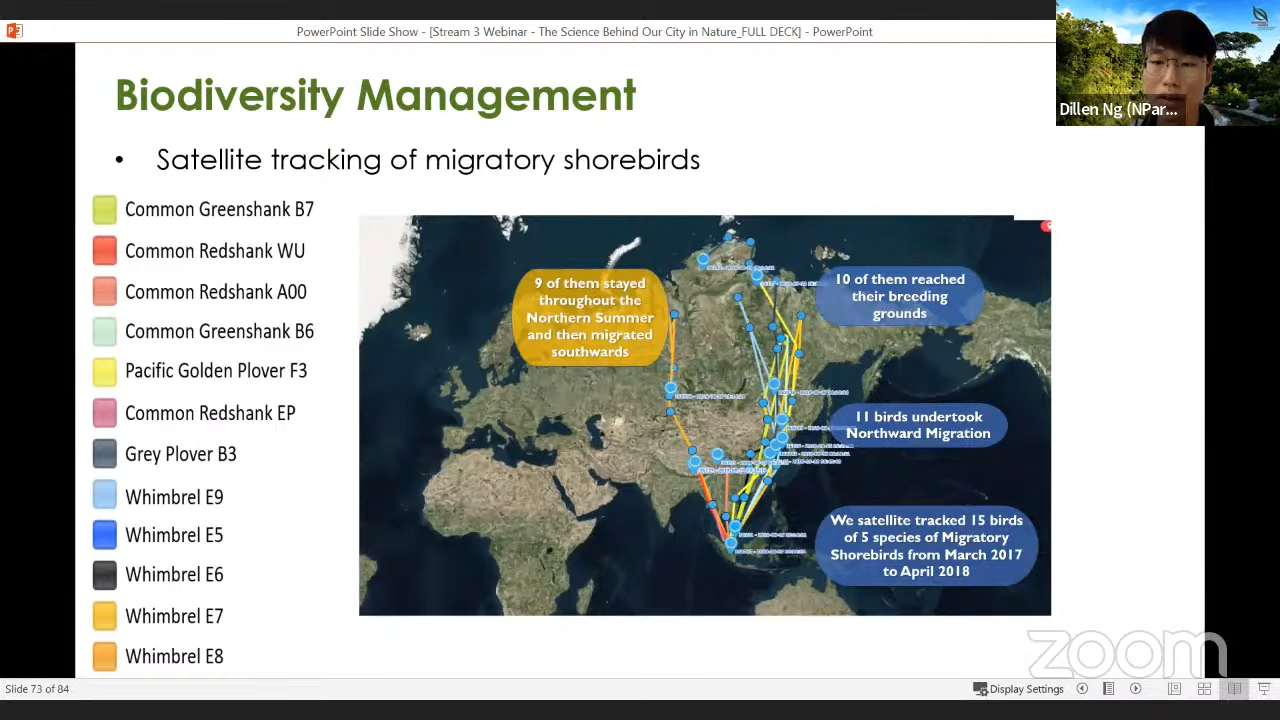 PowerPoint Slide Show - [Stream 3 Webinar - The Science Behind Our City in Nature_FULL DECK] - PowerPoint
Dillen Ng (NPar...
Biodiversity Management
• Satellite tracking of migratory shorebirds
Common Greenshank B7
Common Redshank WU
Common Redshank A00
Common Greenshank B6
Pacific Golden Plover F3
Common Redshank EP
Grey Plover B3
Whimbrel E9
Whimbrel E5
Whimbrel E6
Whimbrel E7
Whimbrel E8
9 of them stayed
throughout the
Northern Summer
and then migrated
southwards
10 of them reached
their breeding
grounds
11 birds undertook
Northward Migration
We satellite tracked 15 birds
of 5 species of Migratory
Shorebirds from March 2017
to April 2018
zoom
Slide 73 of 84
Display Settings